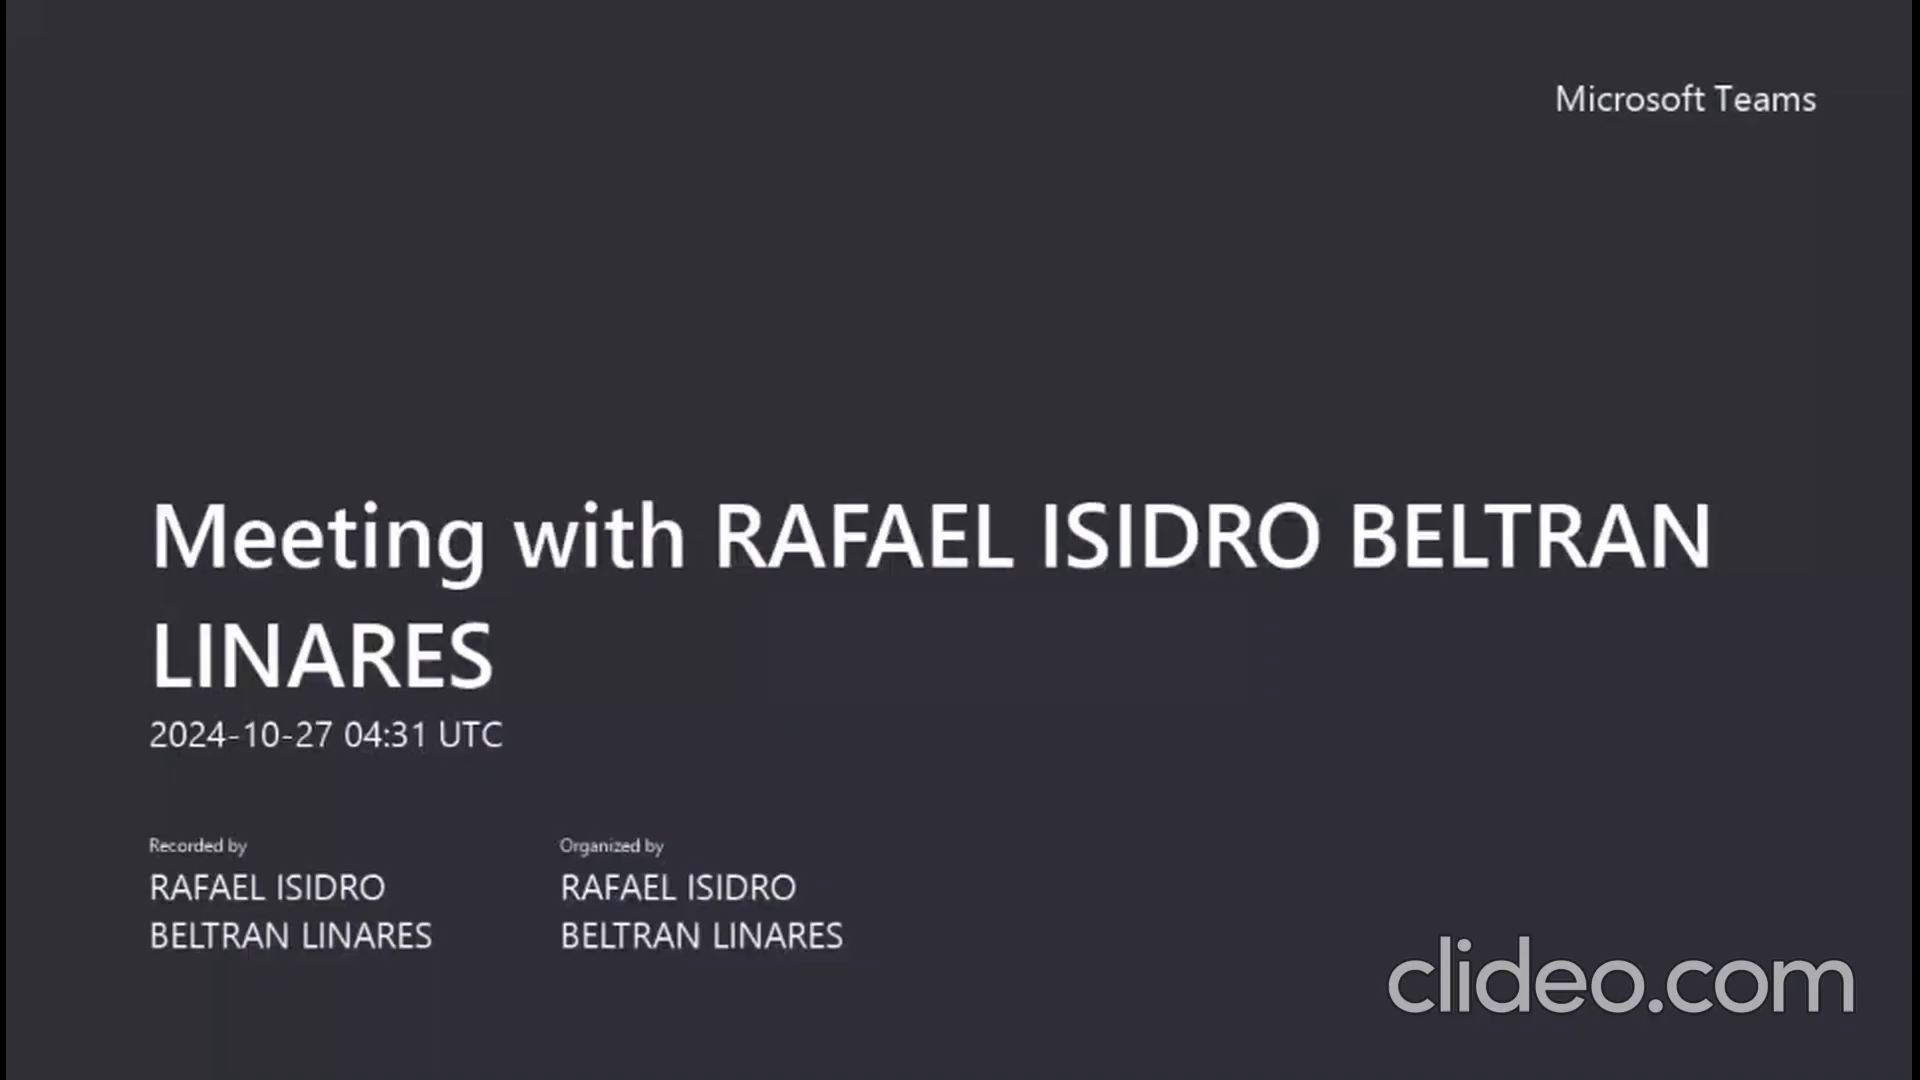 Microsoft Teams
Meeting with RAFAEL ISIDRO BELTRAN
LINARES
2024-10-27 04:31 UTC
Recorded by
RAFAEL ISIDRO
BELTRAN LINARES
Organized by
RAFAEL ISIDRO
BELTRAN LINARES
clideo.com